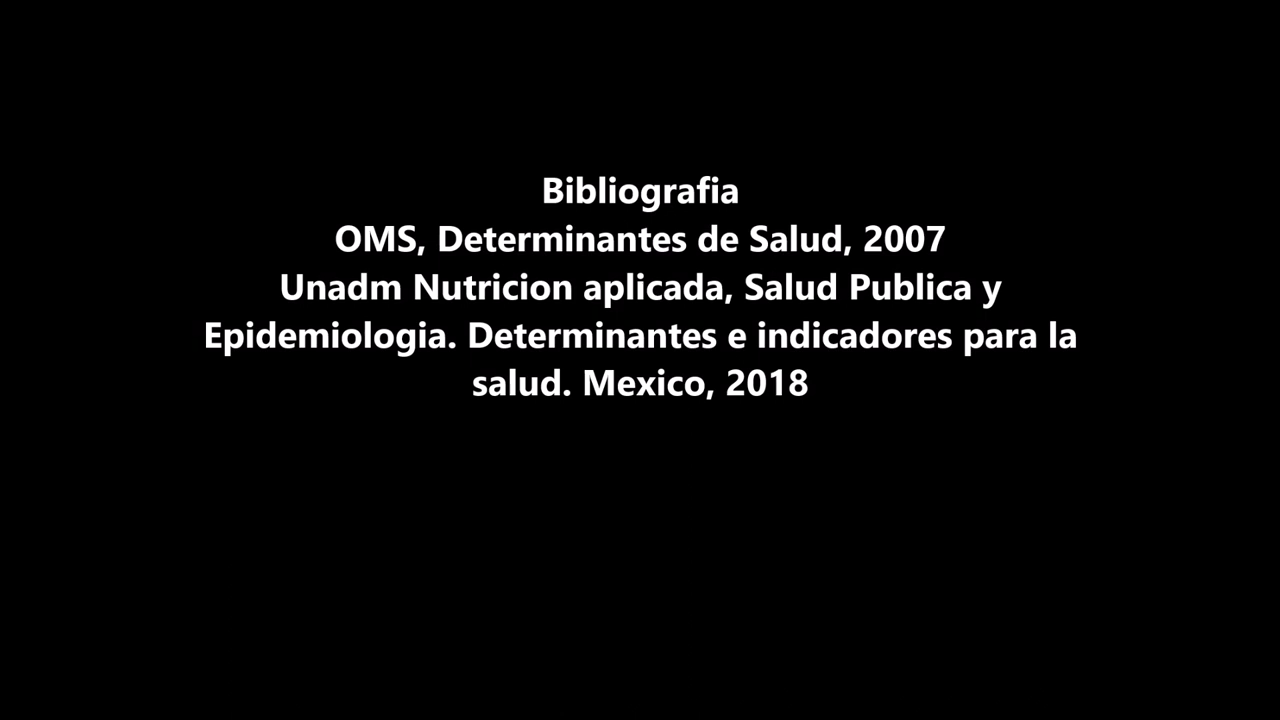 Bibliografia
OMS, Determinantes de Salud, 2007
Unadm Nutricion aplicada, Salud Publica y
Epidemiologia. Determinantes e indicadores para la
salud. Mexico, 2018